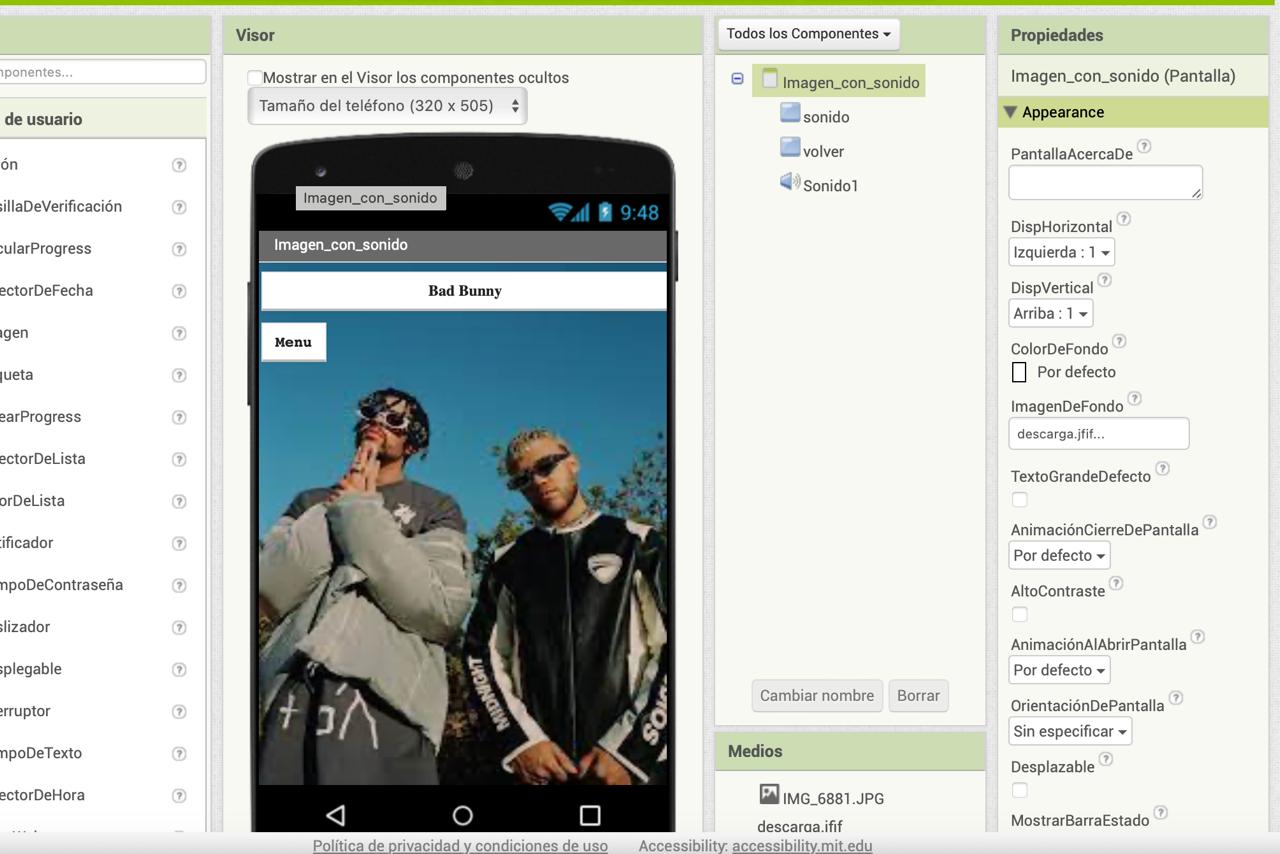 Visor
mponentes...
de usuario
ón
sillaDeVerificación
cularProgress
ectorDeFecha
agen
queta
earProgress
ectorDeLista
orDeLista
tificador
mpoDeContraseña
slizador
splegable
erruptor
mpoDeTexto
ectorDeHora
Mostrar en el Visor los componentes ocultos
Tamaño del teléfono (320 x 505)
Imagen_con_sonido
9:48
Imagen_con_sonido
Bad Bunny
Menu
MIDNIGHT
Todos los Componentes
Imagen_con_sonido
sonido
volver
Sonido1
Cambiar nombre
Borrar
Medios
IMG_6881.JPG
descarga.jfif
Propiedades
Imagen_con_sonido (Pantalla)
Appearance
PantallaAcercaDe
DispHorizontal
Izquierda : 1
DispVertical
Arriba : 1
ColorDeFondo
Por defecto
ImagenDeFondo
descarga.jfif...
TextoGrandeDefecto
AnimaciónCierreDePantalla
Por defecto
AltoContraste
AnimaciónAlAbrirPantalla
Por defecto
OrientaciónDePantalla
Sin especificar
Desplazable
MostrarBarraEstado
Política de privacidad y condiciones de uso
Accessibility: accessibility.mit.edu